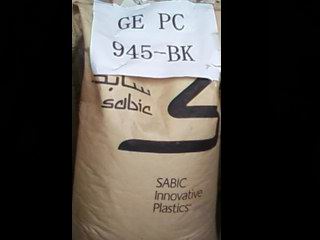 GE PC
945-BK
سابك
sabic
SABIC
Innovative
Plastics